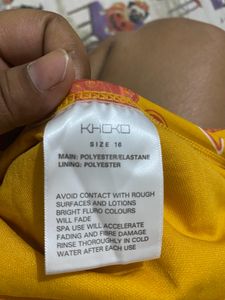 KHOKO
SIZE 16
MAIN: POLYESTER/ELASTANE
LINING: POLYESTER
AVOID CONTACT WITH ROUGH
SURFACES AND LOTIONS
BRIGHT FLURO COLOURS
WILL FADE
SPA USE WILL ACCELERATE
FADING AND FIBRE DAMAGE
RINSE THOROUGHLY IN COLD
WATER AFTER EACH USE